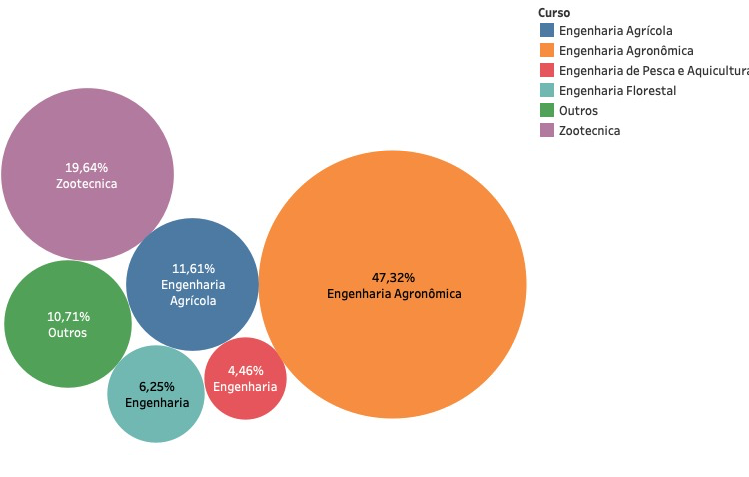 Curso
Engenharia Agrícola
Engenharia Agronômica
Engenharia de Pesca e Aquicultura
Engenharia Florestal
Outros
Zootecnica
19,64%
Zootecnica
11,61%
Engenharia
Agrícola
47,32%
Engenharia Agronômica
10,71%
Outros
6,25%
Engenharia
4,46%
Engenharia